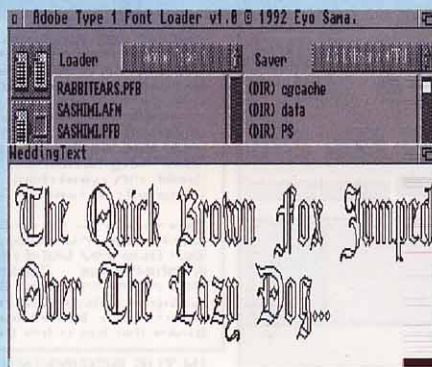 Adobe Type 1 Font Loader v1.0 © 1992 Eyo Sama.
Loader
Saver
RABBITEARS.PFB
SASHIMI.AFM
SASHIMI.PFB
(DIR) cgcache
(DIR) data
(DIR) PS
WeddingText
The Quick Brown Fox Jumped
Over The Lazy Dog...